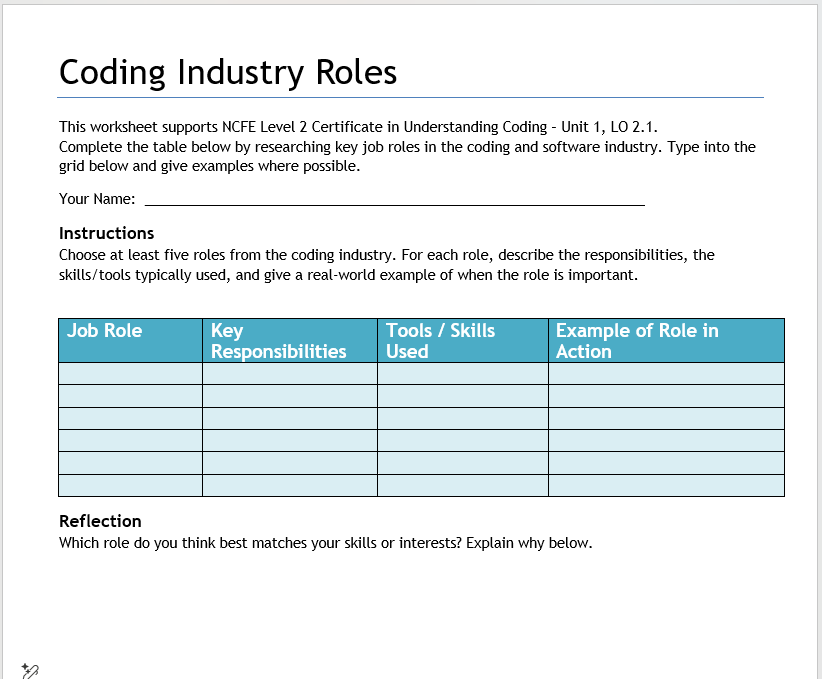 Coding Industry Roles
This worksheet supports NCFE Level 2 Certificate in Understanding Coding – Unit 1, LO 2.1.
Complete the table below by researching key job roles in the coding and software industry. Type into the
grid below and give examples where possible.
Your Name:
Instructions
Choose at least five roles from the coding industry. For each role, describe the responsibilities, the
skills/tools typically used, and give a real-world example of when the role is important.
Job Role
Key
Responsibilities
Tools / Skills
Used
Example of Role in
Action
Reflection
Which role do you think best matches your skills or interests? Explain why below.